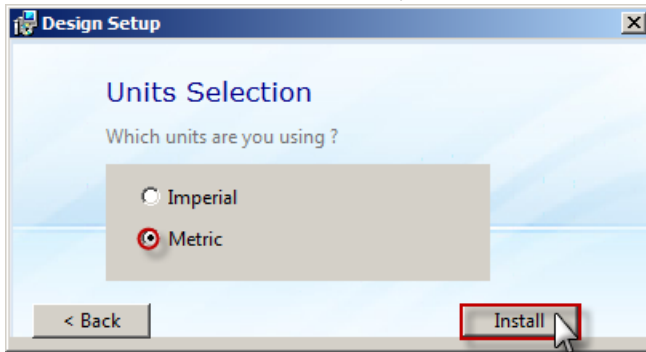 Design Setup
Units Selection
Which units are you using ?
Imperial
Metric
< Back
Install